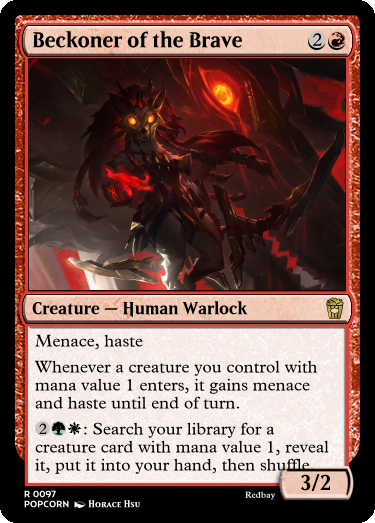 Beckoner of the Brave 2
Creature — Human Warlock
Menace, haste
Whenever a creature you control with
mana value 1 enters, it gains menace
and haste until end of turn.
2: Search your library for a
creature card with mana value 1, reveal
it, put it into your hand, then shuffle
3/2
R 0097
POPCORN Horace Hsu
Redbay